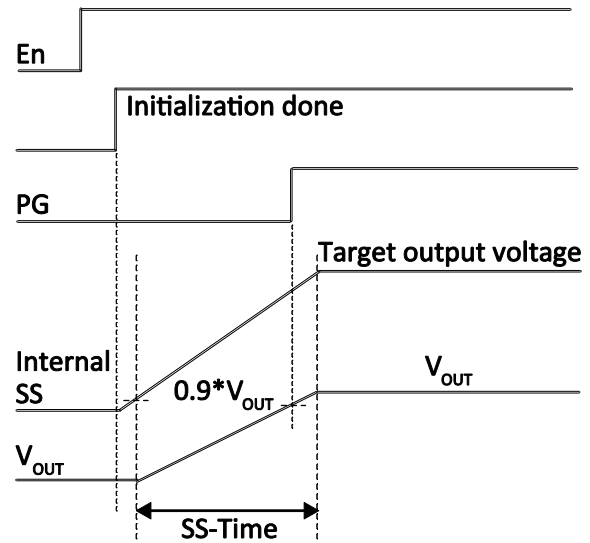 En
Initialization done
PG
Target output voltage
Internal
SS
0.9*VOUT
VOUT
VOUT
SS-Time